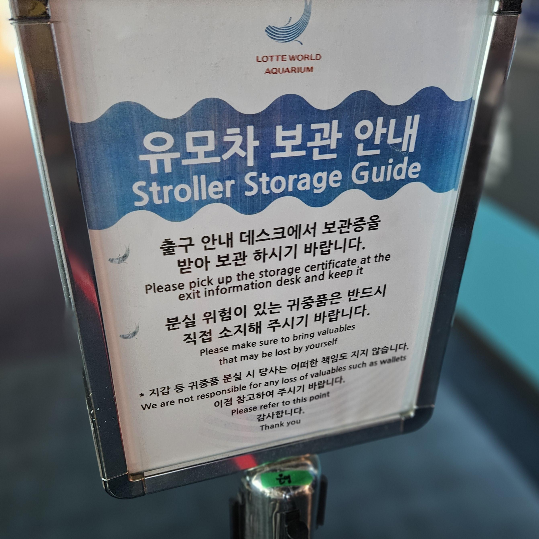 LOTTE WORLD
AQUARIUM
유모차 보관 안내
Stroller Storage Guide
출구 안내 데스크에서 보관증을
받아 보관 하시기 바랍니다.
Please pick up the storage certificate at the
exit information desk and keep it
분실 위험이 있는 귀중품은 반드시
직접 소지해 주시기 바랍니다.
Please make sure to bring valuables
that may be lost by yourself
* 지갑 등 귀중품 분실 시 당사는 어떠한 책임도 지지 않습니다.
We are not responsible for any loss of valuables such as wallets
이점 참고하여 주시기 바랍니다.
Please refer to this point
감사합니다.
Thank you